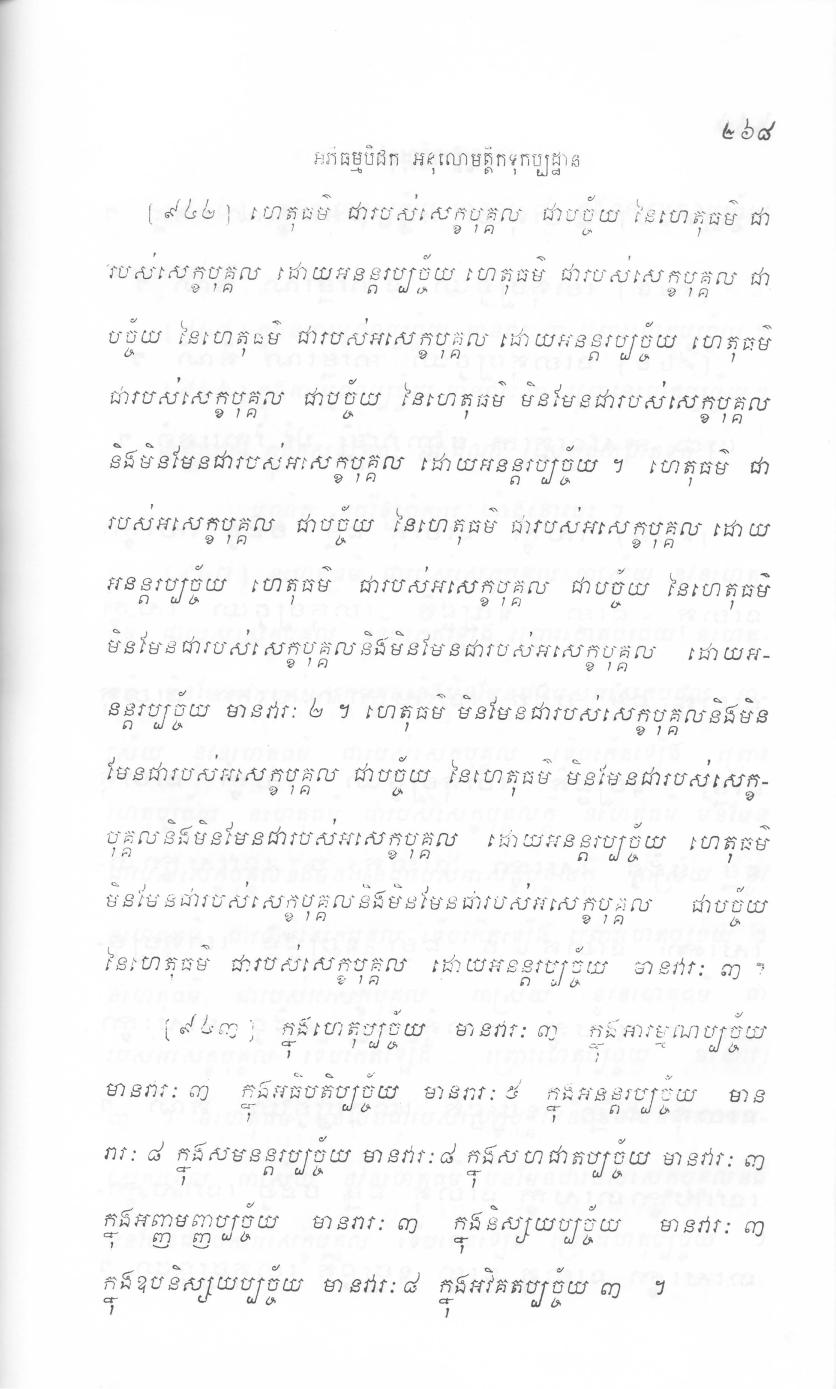 ២៦៨
អភិធម្មបិដក អនុលោមត្តិកទុកប្បដ្ឋាន
[៩៤២] ហេតុធម៌ ជារបស់សេក្ខបុគ្គល ជាបច្ច័យ នៃហេតុធម៌ ជា
របស់សេក្ខបុគ្គល ដោយអនន្តរប្បច្ច័យ ហេតុធម៌ ជារបស់សេក្ខបុគ្គល ជា
បច្ច័យ នៃហេតុធម៌ ជារបស់អសេក្ខបុគ្គល ដោយអនន្តរប្បច្ច័យ ហេតុធម៌
ជារបស់សេក្ខបុគ្គល ជាបច្ច័យ នៃហេតុធម៌ មិនមែនជារបស់សេក្ខបុគ្គល
និងមិនមែនជារបស់អសេក្ខបុគ្គល ដោយអនន្តរប្បច្ច័យ ។ ហេតុធម៌ ជា
របស់អសេក្ខបុគ្គល ជាបច្ច័យ នៃហេតុធម៌ ជារបស់អសេក្ខបុគ្គល ដោយ
អនន្តរប្បច្ច័យ ហេតុធម៌ ជារបស់អសេក្ខបុគ្គល ជាបច្ច័យ នៃហេតុធម៌
មិនមែនជារបស់សេក្ខបុគ្គលនិងមិនមែនជារបស់អសេក្ខបុគ្គល ដោយអ-
នន្តរប្បច្ច័យ មានវារៈ ២ ។ ហេតុធម៌ មិនមែនជារបស់សេក្ខបុគ្គលនិងមិន
មែនជារបស់អសេក្ខបុគ្គល ជាបច្ច័យ នៃហេតុធម៌ មិនមែនជារបស់សេក្ខ-
បុគ្គលនិងមិនមែនជារបស់អសេក្ខបុគ្គល ដោយអនន្តរប្បច្ច័យ ហេតុធម៌
មិនមែនជារបស់សេក្ខបុគ្គលនិងមិនមែនជារបស់អសេក្ខបុគ្គល ជាបច្ច័យ
នៃហេតុធម៌ ជារបស់សេក្ខបុគ្គល ដោយអនន្តរប្បច្ច័យ មានវារៈ ៣ ។
[៩៤៣] ក្នុងហេតុប្បច្ច័យ មានវារៈ ៣ ក្នុងអារម្មណប្បច្ច័យ
មានវារៈ ៣ ក្នុងអធិបតិប្បច្ច័យ មានវារៈ ៥ ក្នុងអនន្តរប្បច្ច័យ មាន
វារៈ ៨ ក្នុងសមនន្តរប្បច្ច័យ មានវារៈ ៨ ក្នុងសហជាតប្បច្ច័យ មានវារៈ ៣
ក្នុងអញ្ញមញ្ញប្បច្ច័យ មានវារៈ ៣ ក្នុងនិស្សយប្បច្ច័យ មានវារៈ ៣
ក្នុងឧបនិស្សយប្បច្ច័យ មានវារៈ ៨ ក្នុងអវិគតប្បច្ច័យ ៣ ។